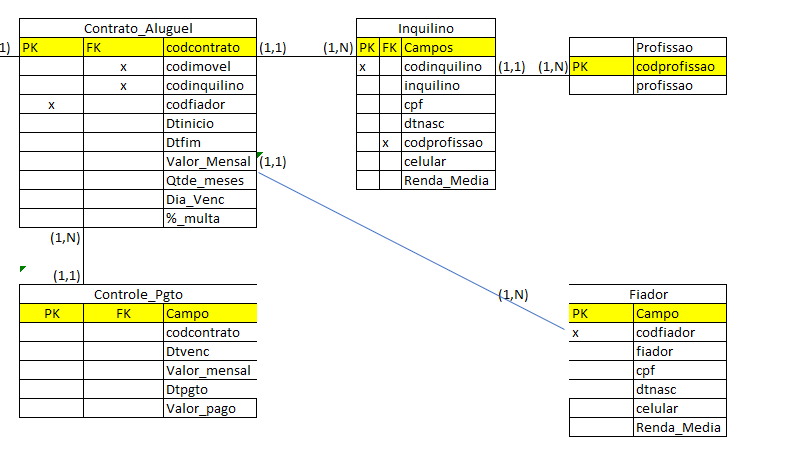 Contrato_Aluguel
1) PK FK codcontrato (1,1)
x codimovel
x codinquilino
x codfiador
Dtinicio
Dtfim
Valor_Mensal (1,1)
Qtde_meses
Dia_Venc
%_multa
(1,N)
(1,1)
Inquilino
(1,N) PK FK Campos
x codinquilino (1,1)
inquilino
cpf
dtnasc
x codprofissao
celular
Renda_Media
Profissao
(1,N) PK codprofissao
profissao
Controle_Pgto
PK FK Campo
codcontrato
Dtvenc
Valor_mensal
Dtpgto
Valor_pago
(1,N)
Fiador
PK Campo
x codfiador
fiador
cpf
dtnasc
celular
Renda_Media